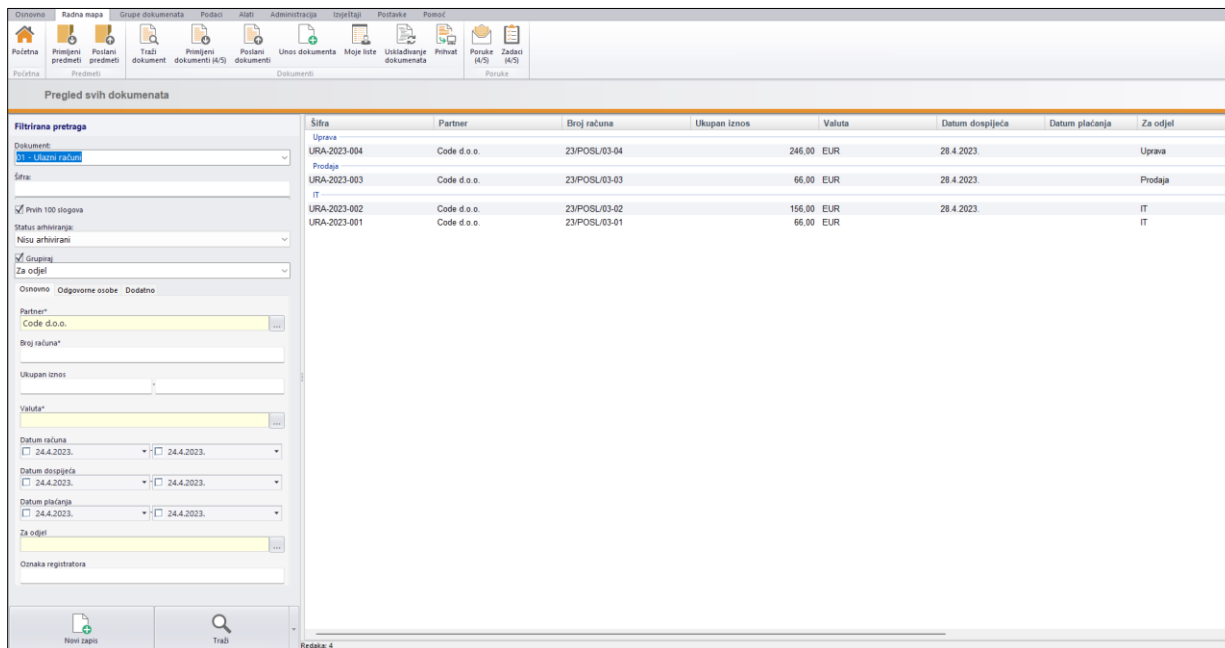 Osnovno Radna mapa Grupe dokumenata Podaci Alati Administracija Izvještaji Postavke Pomoć
Početna
Primljeni predmeti
Poslani predmeti
Traži dokument
Primljeni dokumenti (4/5)
Poslani dokumenti
Unos dokumenta
Moje liste
Usklađivanje dokumenata
Prihvat
Poruke (4/5)
Zadaci (4/5)
Početna Predmeti Dokumenti Poruke
Pregled svih dokumenata
Filtrirana pretraga
Dokument:
01 - Ulazni računi
Šifra:
Prvih 100 slogova
Status arhiviranja:
Nisu arhivirani
Grupiraj
Za odjel
Osnovno Odgovorne osobe Dodatno
Partner*
Code d.o.o. ...
Broj računa*
Ukupan iznos
-
Valuta*
...
Datum računa
24.4.2023. - 24.4.2023.
Datum dospijeća
24.4.2023. - 24.4.2023.
Datum plaćanja
24.4.2023. - 24.4.2023.
Za odjel
...
Oznaka registratora
Novi zapis Traži
Šifra Partner Broj računa Ukupan iznos Valuta Datum dospijeća Datum plaćanja Za odjel
Uprava
URA-2023-004 Code d.o.o. 23/POSL/03-04 246,00 EUR 28.4.2023. Uprava
Prodaja
URA-2023-003 Code d.o.o. 23/POSL/03-03 66,00 EUR 28.4.2023. Prodaja
IT
URA-2023-002 Code d.o.o. 23/POSL/03-02 156,00 EUR 28.4.2023. IT
URA-2023-001 Code d.o.o. 23/POSL/03-01 66,00 EUR IT
Redaka: 4